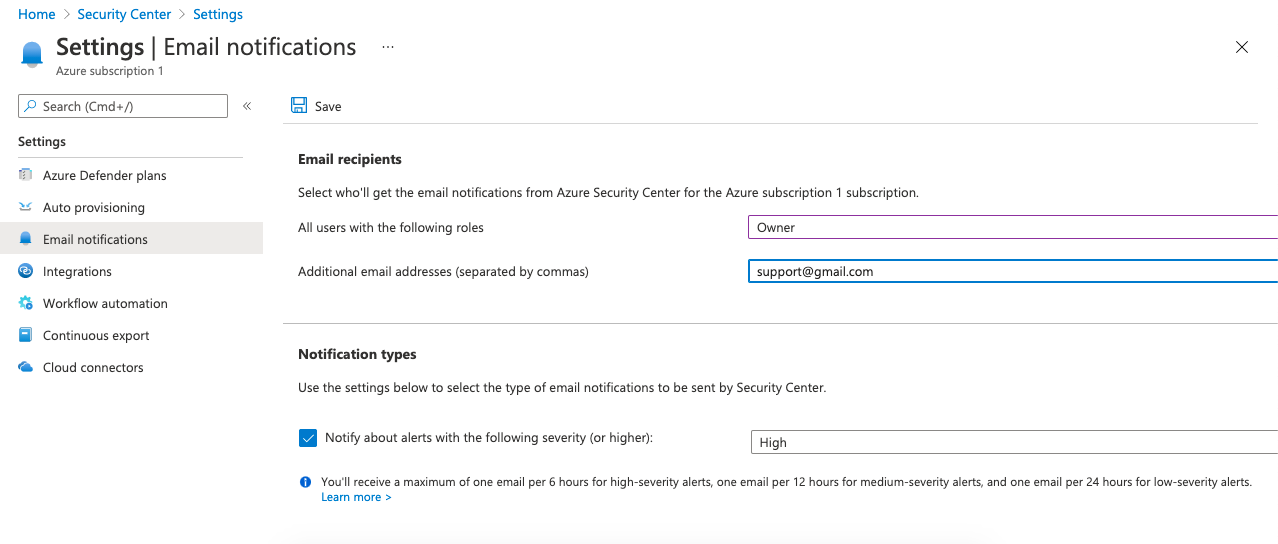 Home > Security Center > Settings
Settings | Email notifications ...
Azure subscription 1
Search (Cmd+/)
«
Save
Settings
Azure Defender plans
Auto provisioning
Email notifications
Integrations
Workflow automation
Continuous export
Cloud connectors
Email recipients
Select who'll get the email notifications from Azure Security Center for the Azure subscription 1 subscription.
All users with the following roles Owner
Additional email addresses (separated by commas) support@gmail.com
Notification types
Use the settings below to select the type of email notifications to be sent by Security Center.
Notify about alerts with the following severity (or higher): High
You'll receive a maximum of one email per 6 hours for high-severity alerts, one email per 12 hours for medium-severity alerts, and one email per 24 hours for low-severity alerts.
Learn more >